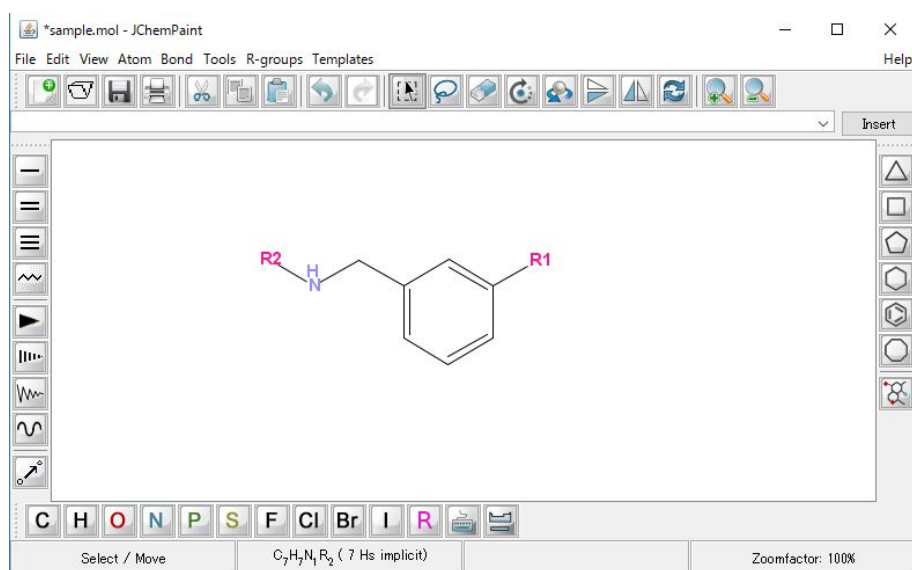 *sample.mol - JChemPaint
File Edit View Atom Bond Tools R-groups Templates Help
Insert
R2
H
N
R1
C H O N P S F Cl Br I R
Select / Move C7H7N1R2 ( 7 Hs implicit) Zoomfactor: 100%